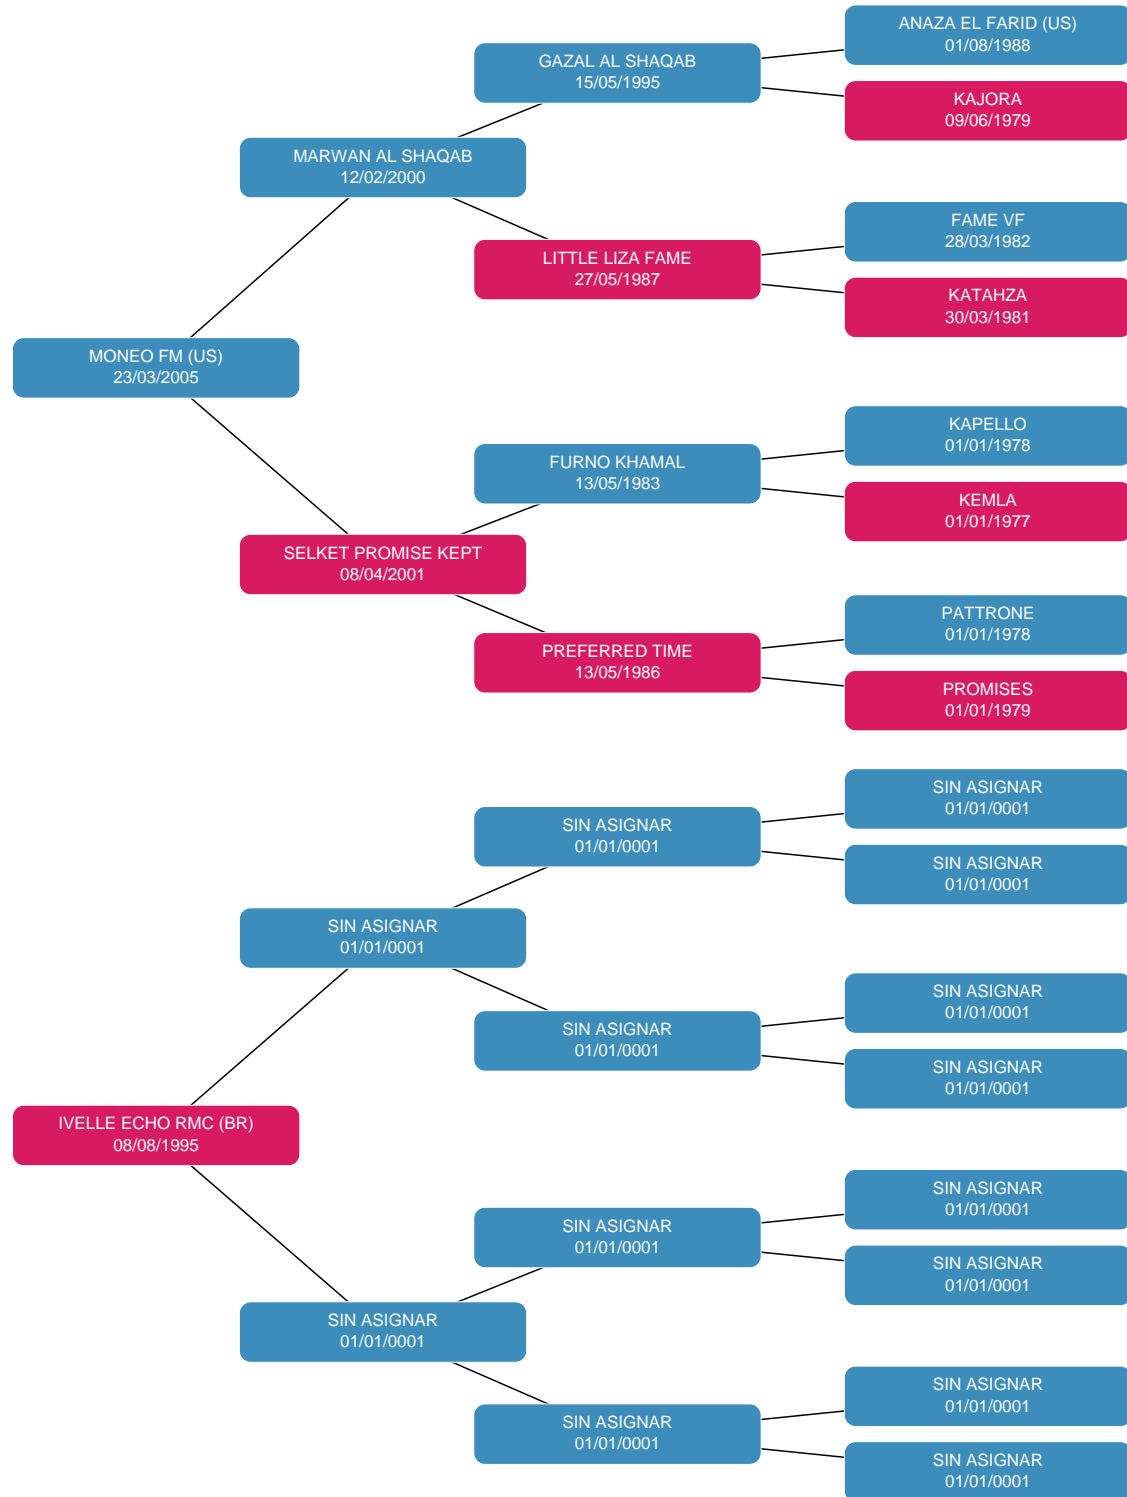 ANAZA EL FARID (US)
01/08/1988
GAZAL AL SHAQAB
15/05/1995
KAJORA
09/06/1979
MARWAN AL SHAQAB
12/02/2000
FAME VF
28/03/1982
LITTLE LIZA FAME
27/05/1987
KATAHZA
30/03/1981
MONEO FM (US)
23/03/2005
KAPELLO
01/01/1978
FURNO KHAMAL
13/05/1983
KEMLA
01/01/1977
SELKET PROMISE KEPT
08/04/2001
PATTRONE
01/01/1978
PREFERRED TIME
13/05/1986
PROMISES
01/01/1979
SIN ASIGNAR
01/01/0001
SIN ASIGNAR
01/01/0001
SIN ASIGNAR
01/01/0001
SIN ASIGNAR
01/01/0001
SIN ASIGNAR
01/01/0001
SIN ASIGNAR
01/01/0001
SIN ASIGNAR
01/01/0001
IVELLE ECHO RMC (BR)
08/08/1995
SIN ASIGNAR
01/01/0001
SIN ASIGNAR
01/01/0001
SIN ASIGNAR
01/01/0001
SIN ASIGNAR
01/01/0001
SIN ASIGNAR
01/01/0001
SIN ASIGNAR
01/01/0001
SIN ASIGNAR
01/01/0001